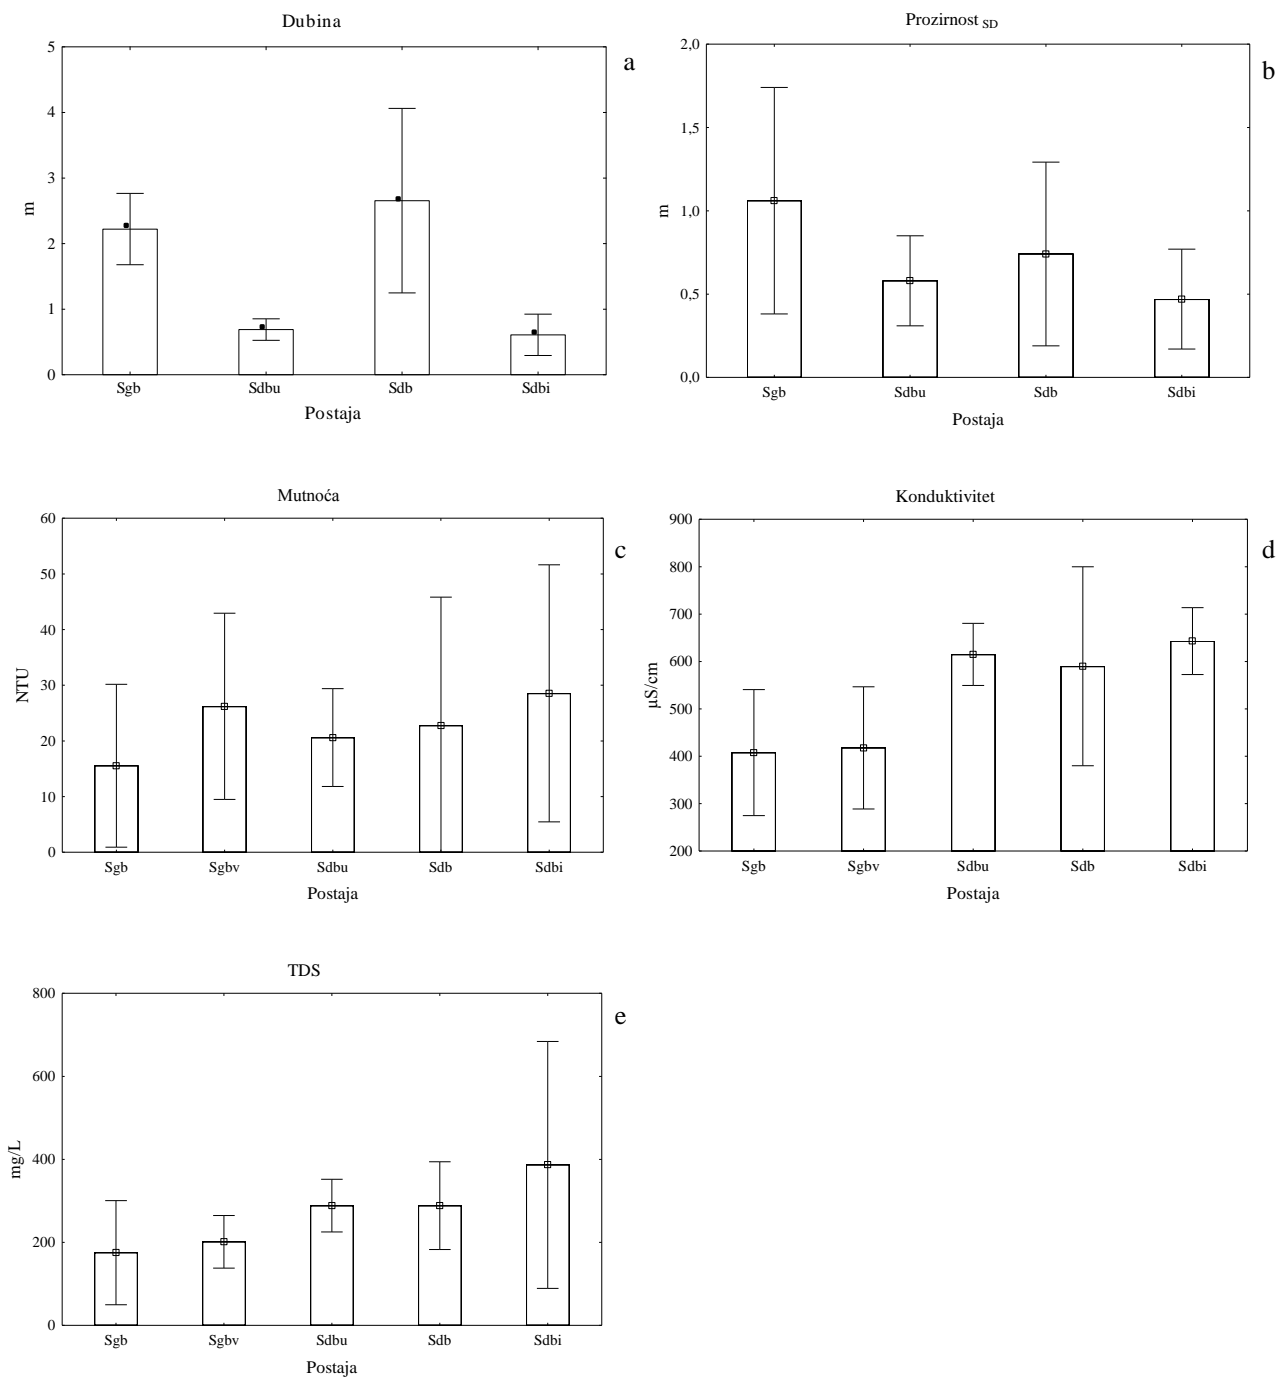 Dubina
a
5
4
3
2
1
0
m
Sgb Sdbu Sdb Sdbi
Postaja
Prozirnost SD
b
2,0
1,5
1,0
0,5
0,0
m
Sgb Sdbu Sdb Sdbi
Postaja
Mutnoća
c
60
50
40
30
20
10
0
NTU
Sgb Sgbv Sdbu Sdb Sdbi
Postaja
Konduktivitet
d
900
800
700
600
500
400
300
200
µS/cm
Sgb Sgbv Sdbu Sdb Sdbi
Postaja
TDS
e
800
600
400
200
0
mg/L
Sgb Sgbv Sdbu Sdb Sdbi
Postaja